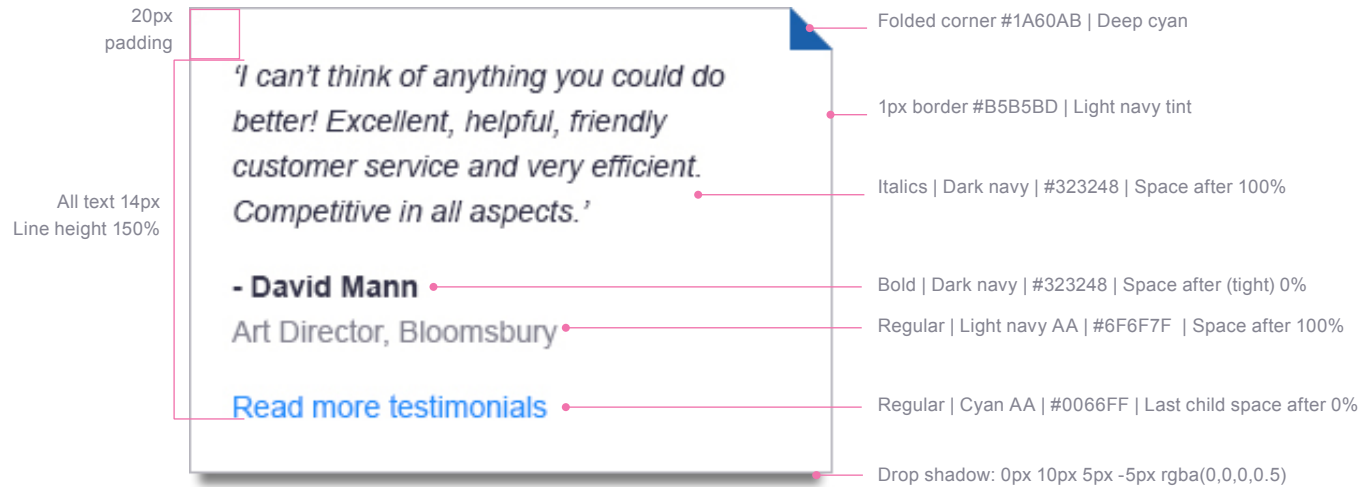 20px
padding
Folded corner #1A60AB | Deep cyan
‘I can’t think of anything you could do
better! Excellent, helpful, friendly
customer service and very efficient.
Competitive in all aspects.’
1px border #B5B5BD | Light navy tint
Italics | Dark navy | #323248 | Space after 100%
All text 14px
Line height 150%
- David Mann
Bold | Dark navy | #323248 | Space after (tight) 0%
Art Director, Bloomsbury
Regular | Light navy AA | #6F6F7F | Space after 100%
Read more testimonials
Regular | Cyan AA | #0066FF | Last child space after 0%
Drop shadow: 0px 10px 5px -5px rgba(0,0,0,0.5)